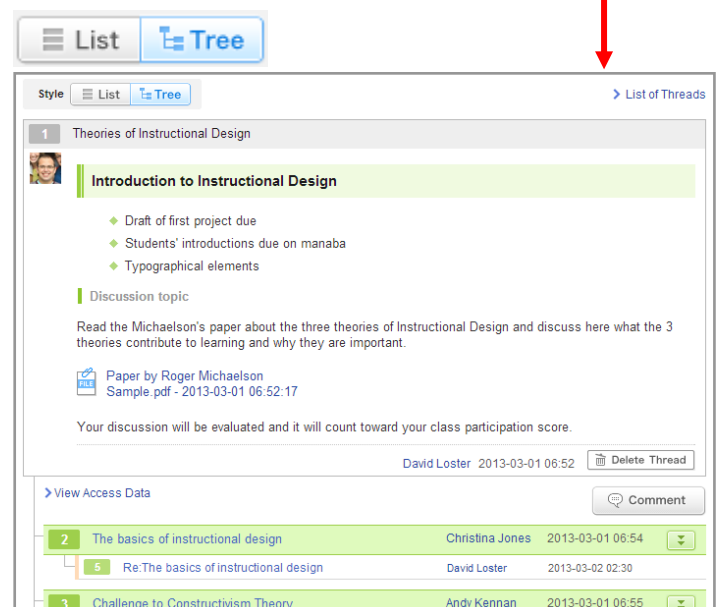 List Tree
Style List Tree List of Threads
1 Theories of Instructional Design
Introduction to Instructional Design
Draft of first project due
Students' introductions due on manaba
Typographical elements
Discussion topic
Read the Michaelson's paper about the three theories of Instructional Design and discuss here what the 3
theories contribute to learning and why they are important.
FILE
Paper by Roger Michaelson
Sample.pdf - 2013-03-01 06:52:17
Your discussion will be evaluated and it will count toward your class participation score.
David Loster 2013-03-01 06:52 Delete Thread
View Access Data
Comment
2 The basics of instructional design Christina Jones 2013-03-01 06:54
5 Re:The basics of instructional design David Loster 2013-03-02 02:30
3 Challenge to Constructivism Theory Andy Kennan 2013-03-01 06:55